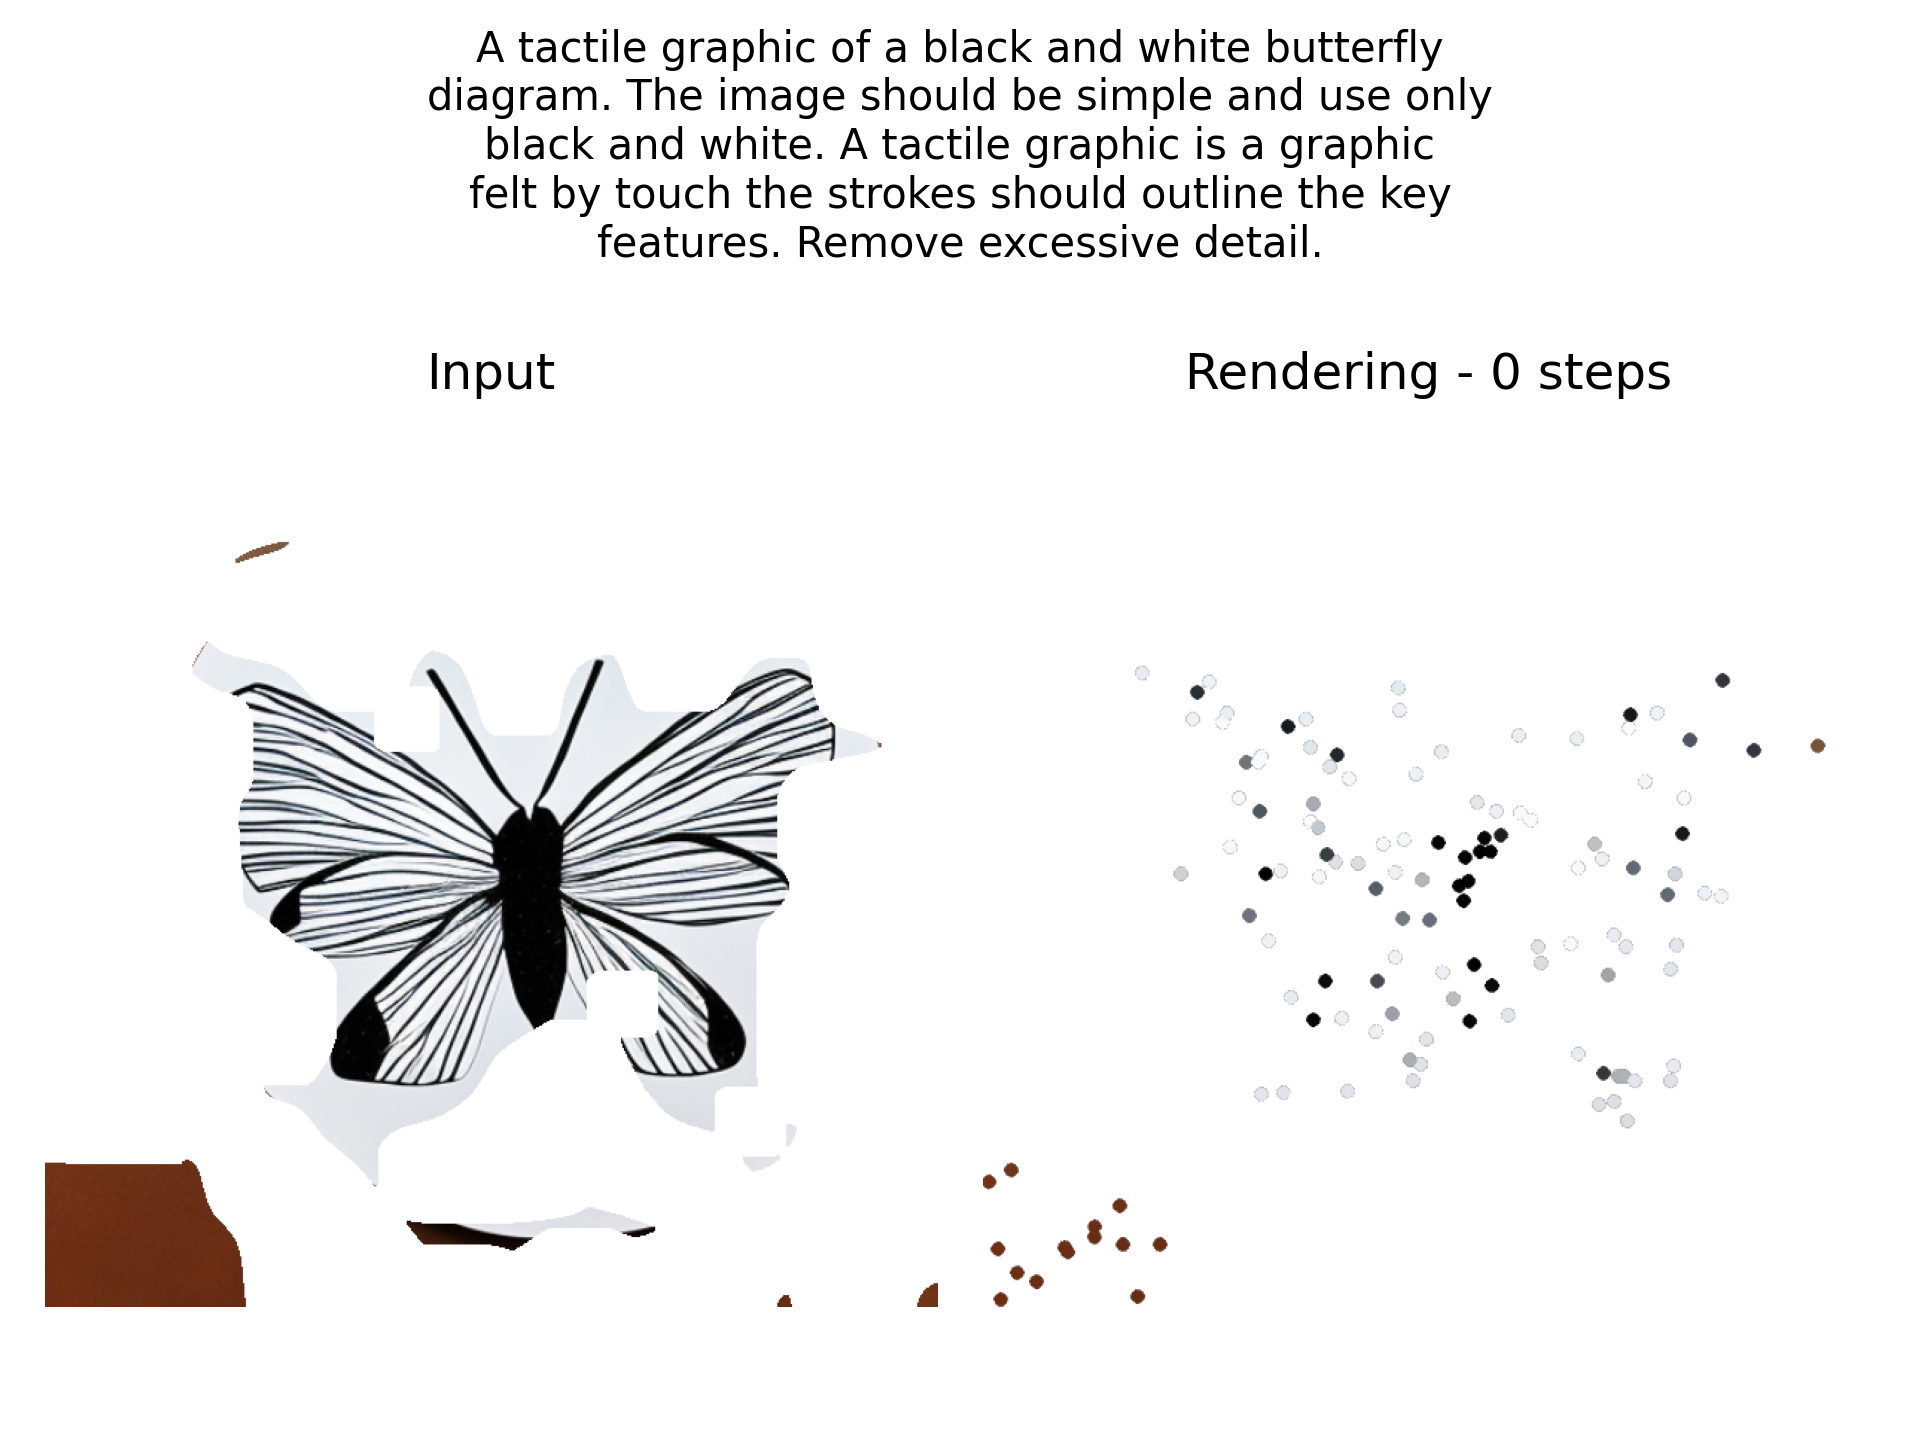 A tactile graphic of a black and white butterfly
diagram. The image should be simple and use only
black and white. A tactile graphic is a graphic
felt by touch the strokes should outline the key
features. Remove excessive detail.
Input
Rendering - 0 steps